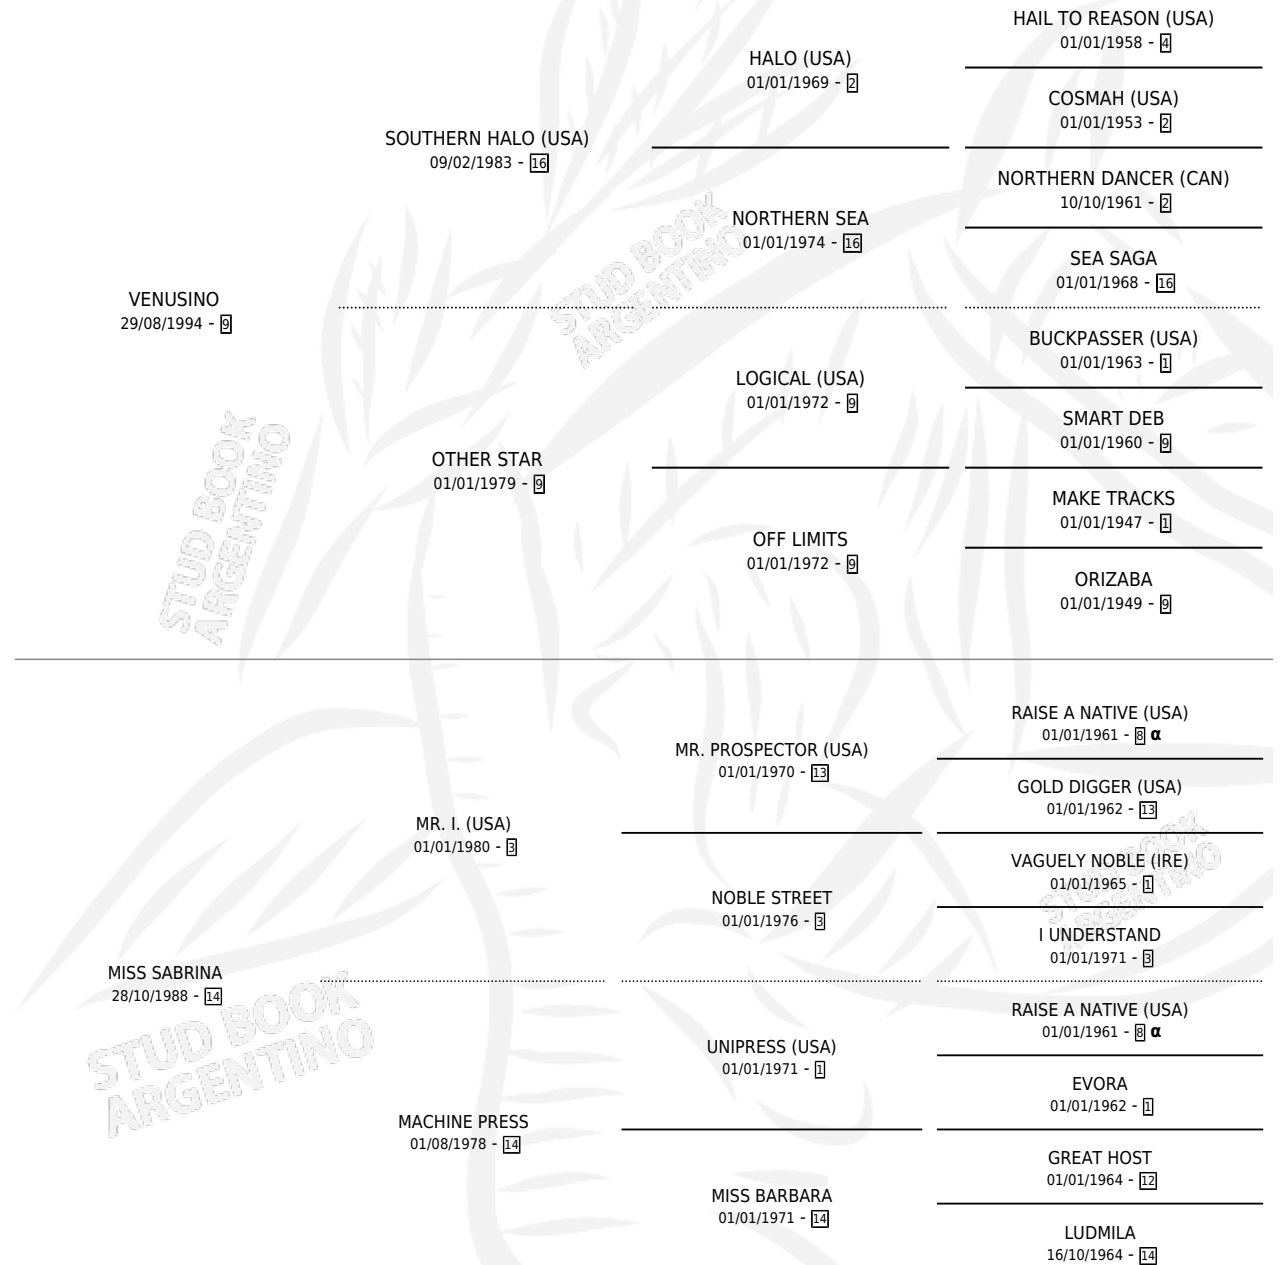 HAIL TO REASON (USA)
01/01/1958 - 4
HALO (USA)
01/01/1969 - 2
COSMAH (USA)
01/01/1953 - 2
SOUTHERN HALO (USA)
09/02/1983 - 16
NORTHERN DANCER (CAN)
10/10/1961 - 2
NORTHERN SEA
01/01/1974 - 16
SEA SAGA
01/01/1968 - 16
STUD BOOK
ARGENTINO
VENUSINO
29/08/1994 - 9
BUCKPASSER (USA)
01/01/1963 - 1
LOGICAL (USA)
01/01/1972 - 9
SMART DEB
01/01/1960 - 9
OTHER STAR
01/01/1979 - 9
MAKE TRACKS
01/01/1947 - 1
OFF LIMITS
01/01/1972 - 9
ORIZABA
01/01/1949 - 9
STUD BOOK
ARGENTINO
RAISE A NATIVE (USA)
01/01/1961 - 8 α
MR. PROSPECTOR (USA)
01/01/1970 - 13
GOLD DIGGER (USA)
01/01/1962 - 13
MR. I. (USA)
01/01/1980 - 3
VAGUELY NOBLE (IRE)
01/01/1965 - 1
STUD BOOK
ARGENTINO
NOBLE STREET
01/01/1976 - 3
I UNDERSTAND
01/01/1971 - 3
MISS SABRINA
28/10/1988 - 14
STUD BOOK
ARGENTINO
RAISE A NATIVE (USA)
01/01/1961 - 8 α
UNIPRESS (USA)
01/01/1971 - 1
EVORA
01/01/1962 - 1
MACHINE PRESS
01/08/1978 - 14
GREAT HOST
01/01/1964 - 12
MISS BARBARA
01/01/1971 - 14
LUDMILA
16/10/1964 - 14